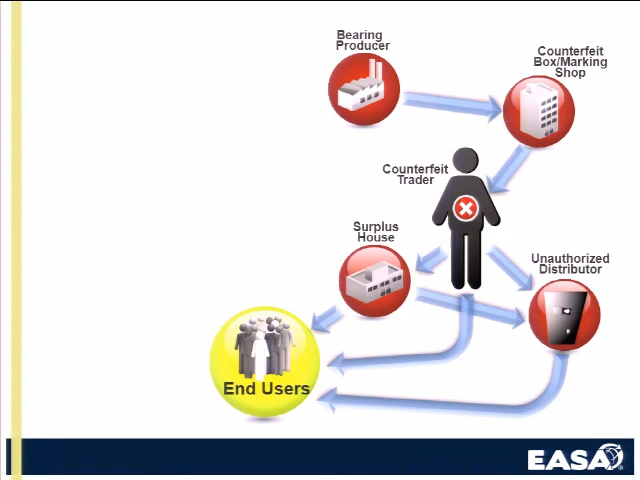 Bearing
Producer
Counterfeit
Box/Marking
Shop
Counterfeit
Trader
Surplus
House
Unauthorized
Distributor
End Users
EASA